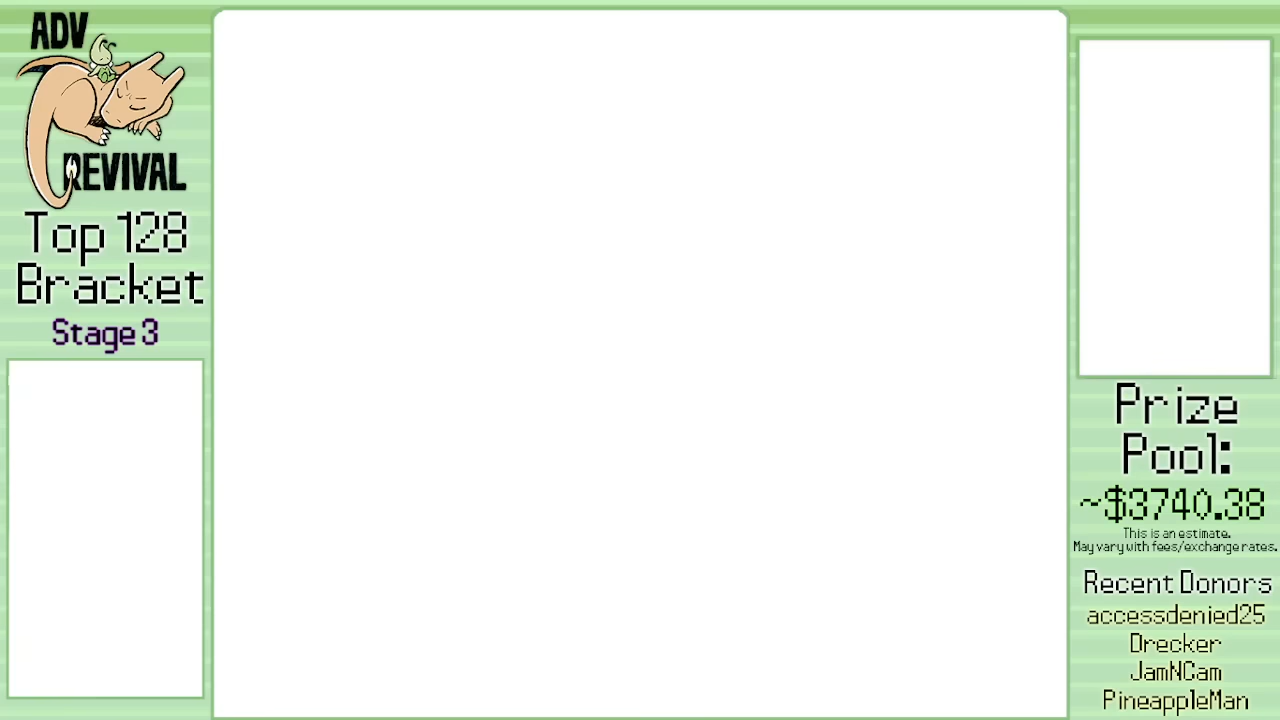 ADV
REVIVAL
Top 128
Bracket
Stage 3
Prize
Pool:
~$3740.38
This is an estimate.
May vary with fees/exchange rates.
Recent Donors
accessdenied25
Drecker
JamNCam
PineappleMan